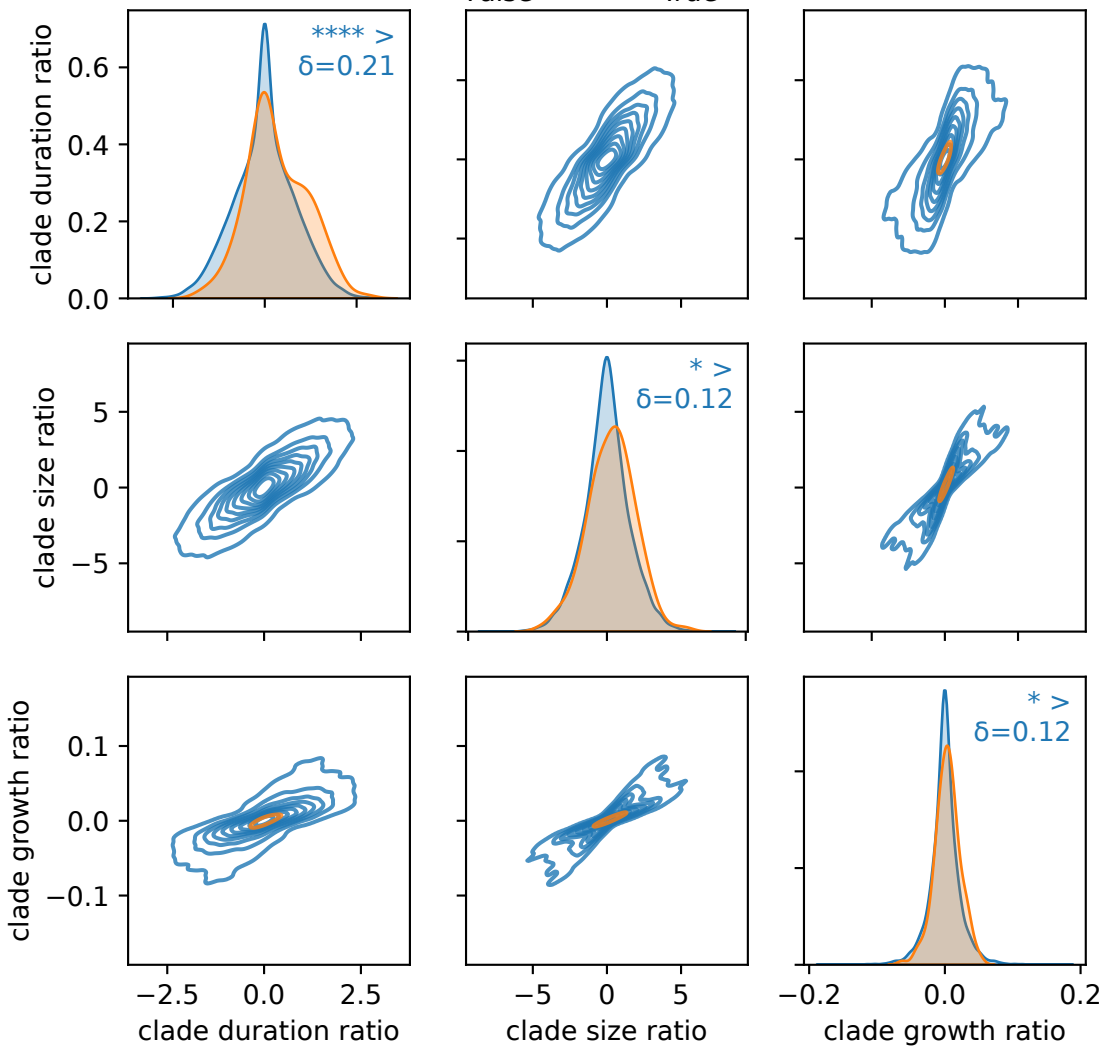 clade duration ratio
0.6
0.4
0.2
0.0
**** >
δ=0.21
clade size ratio
5
0
−5
* >
δ=0.12
clade growth ratio
0.1
0.0
−0.1
* >
δ=0.12
−2.5 0.0 2.5
−5 0 5
−0.2 0.0 0.2
clade duration ratio
clade size ratio
clade growth ratio